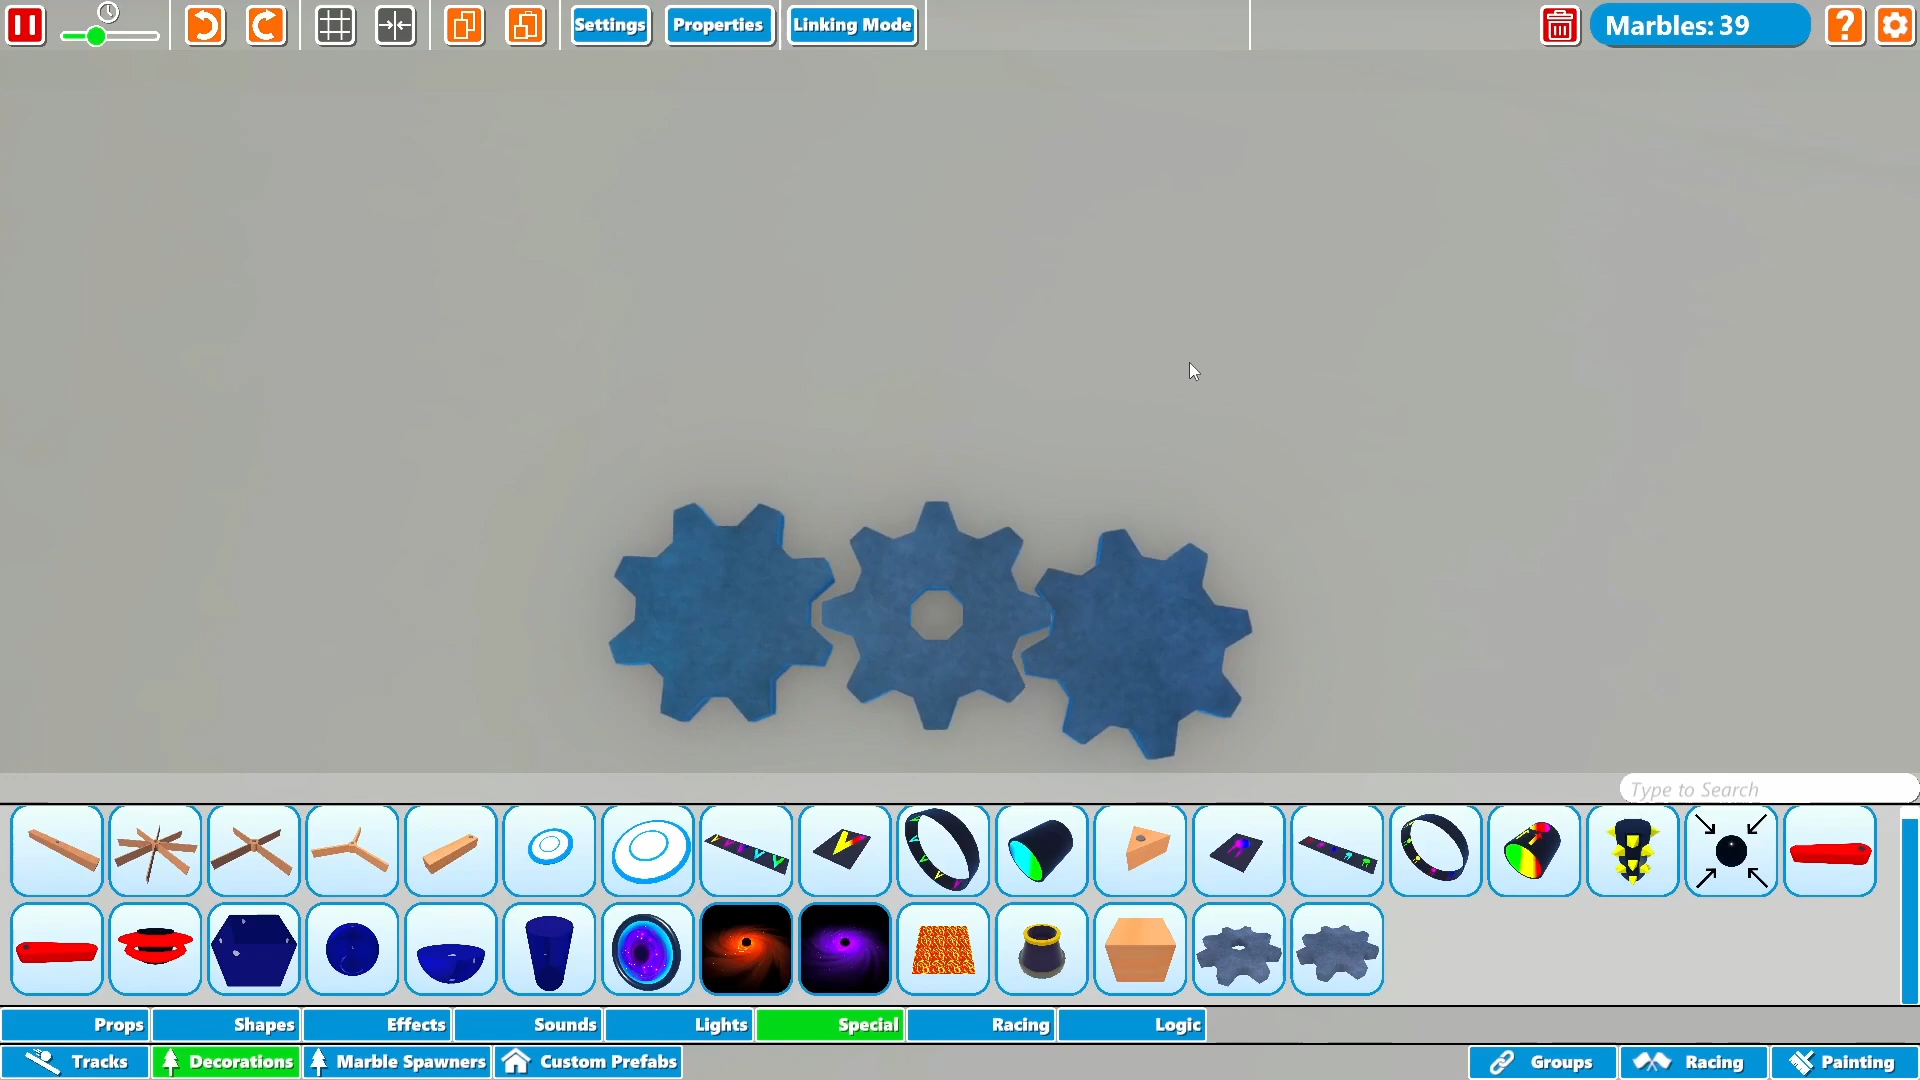 Settings
Properties
Linking Mode
Marbles: 39
?
Type to Search
Props
Shapes
Effects
Sounds
Lights
Special
Racing
Logic
Tracks
Decorations
Marble Spawners
Custom Prefabs
Groups
Racing
Painting